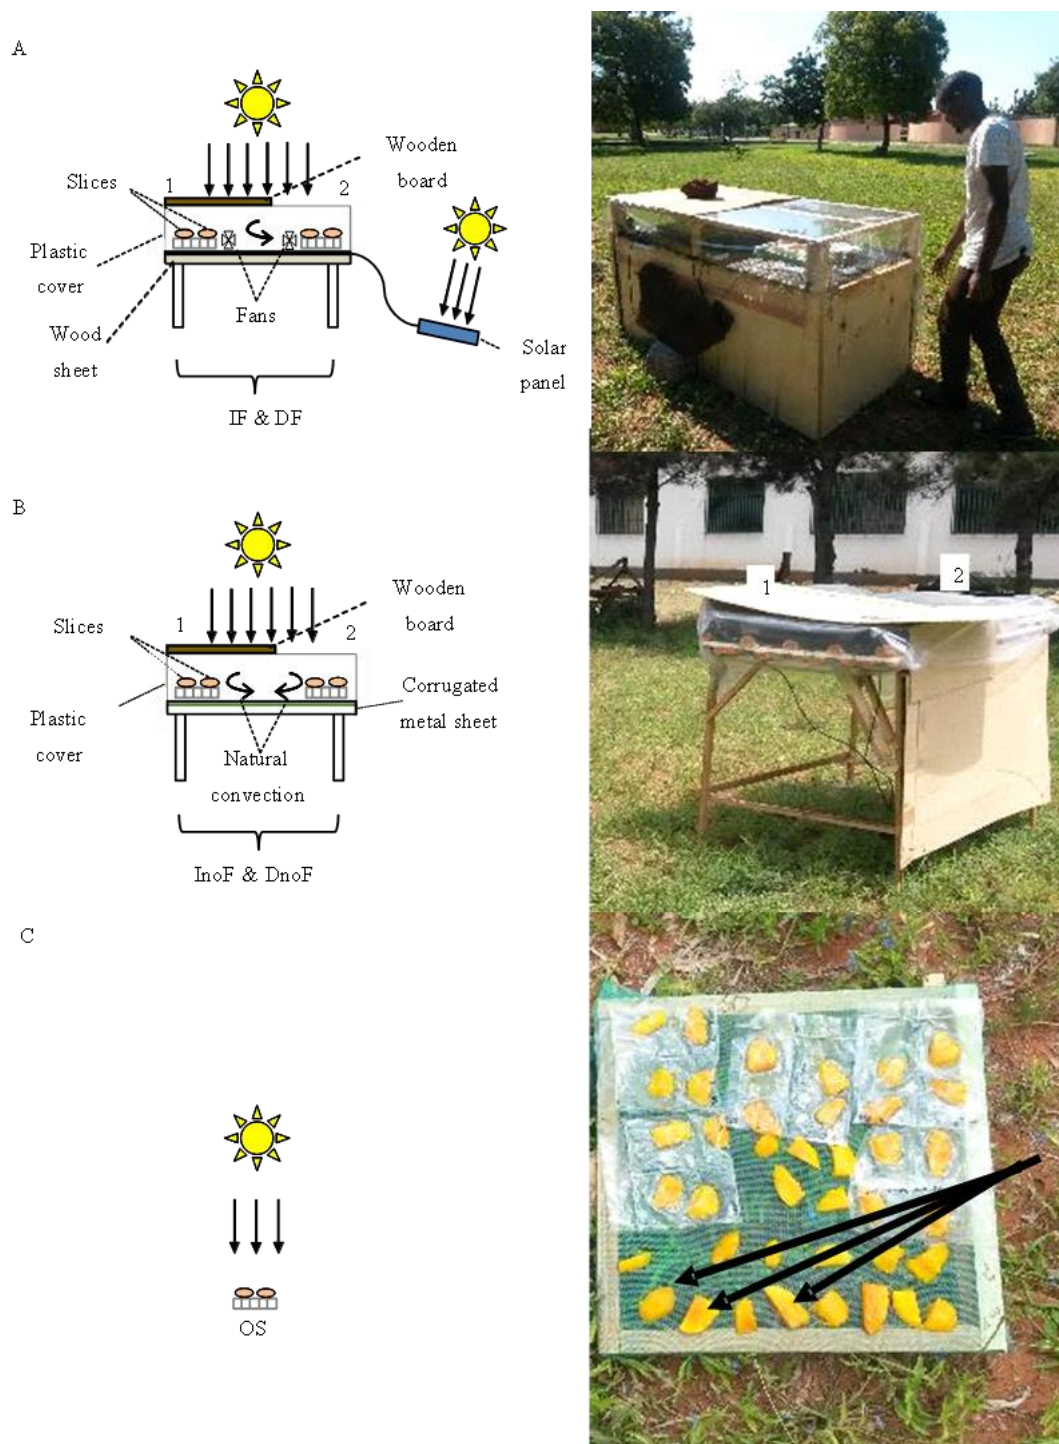 A
Wooden
board
Slices
1
2
Plastic
cover
Fans
Wood
sheet
Solar
panel
IF & DF
B
Wooden
board
Slices
1
2
Corrugated
metal sheet
Plastic
cover
Natural
convection
InoF & DnoF
1
2
C
OS